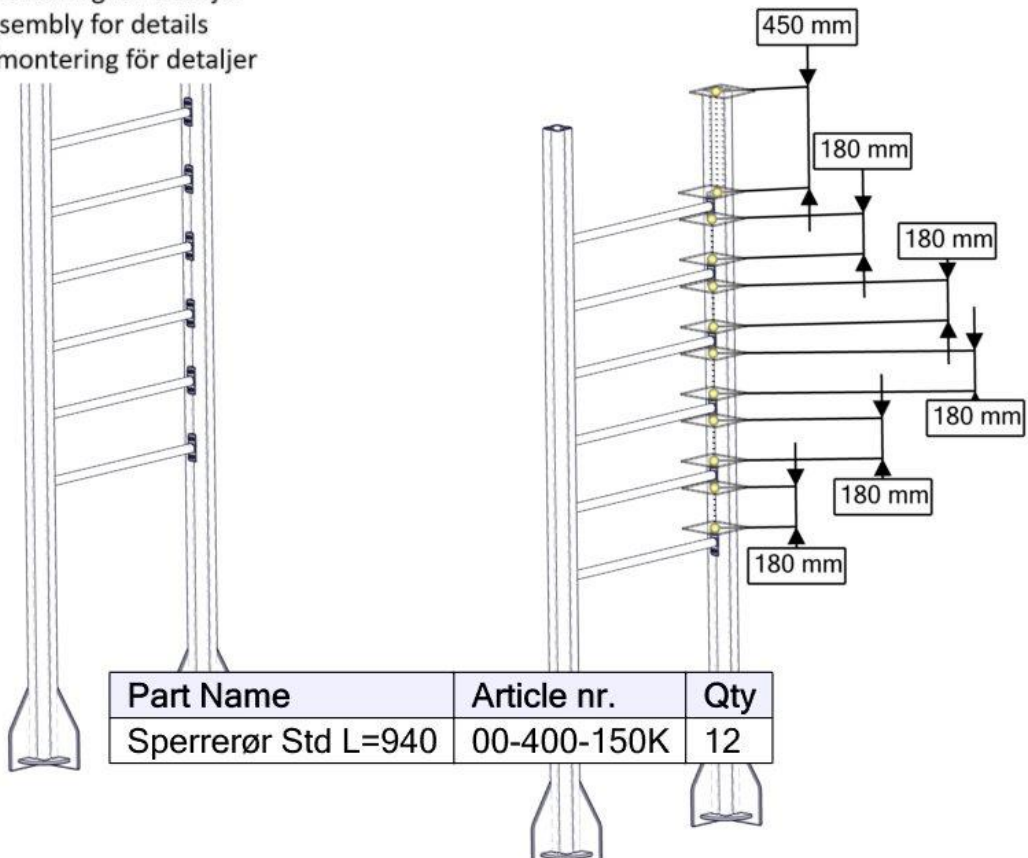 sembly for details
montering för detaljer
450 mm
180 mm
180 mm
180 mm
180 mm
180 mm
Part Name Article nr. Qty
Sperrerør Std L=940 00-400-150K 12